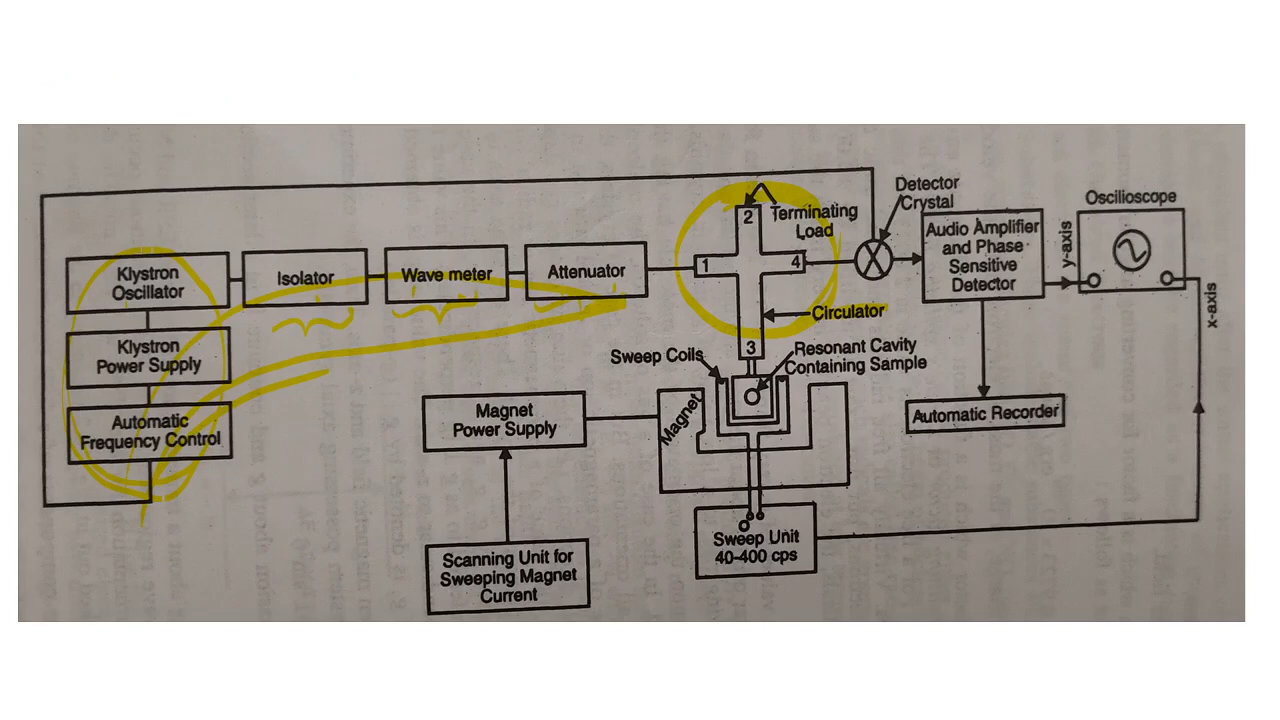 Detector
Crystal
Oscilioscope
Terminating
Load
2
1
4
3
Klystron
Oscillator
Isolator
Wave meter
Attenuator
Audio Amplifier
and Phase
Sensitive
Detector
y-axis
x-axis
Circulator
Klystron
Power Supply
Sweep Coils
Resonant Cavity
Containing Sample
Automatic
Frequency Control
Magnet
Power Supply
Magnet
Automatic Recorder
Scanning Unit for
Sweeping Magnet
Current
Sweep Unit
40-400 cps